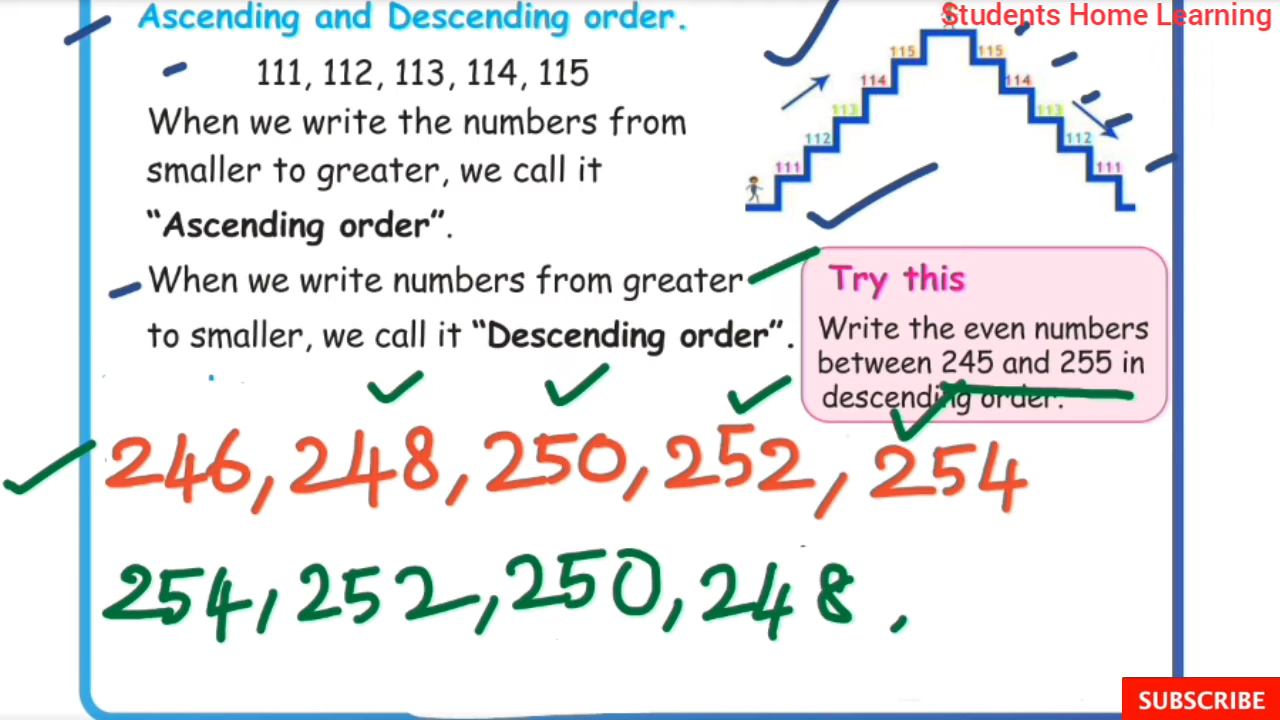 Ascending and Descending order.
Students Home Learning
111, 112, 113, 114, 115
When we write the numbers from
smaller to greater, we call it
“Ascending order”.
When we write numbers from greater
to smaller, we call it “Descending order”.
115 115
114 114
113 113
112 112
111 111
Try this
Write the even numbers
between 245 and 255 in
descending order.
246, 248, 250, 252, 254
254, 252, 250, 248,
SUBSCRIBE